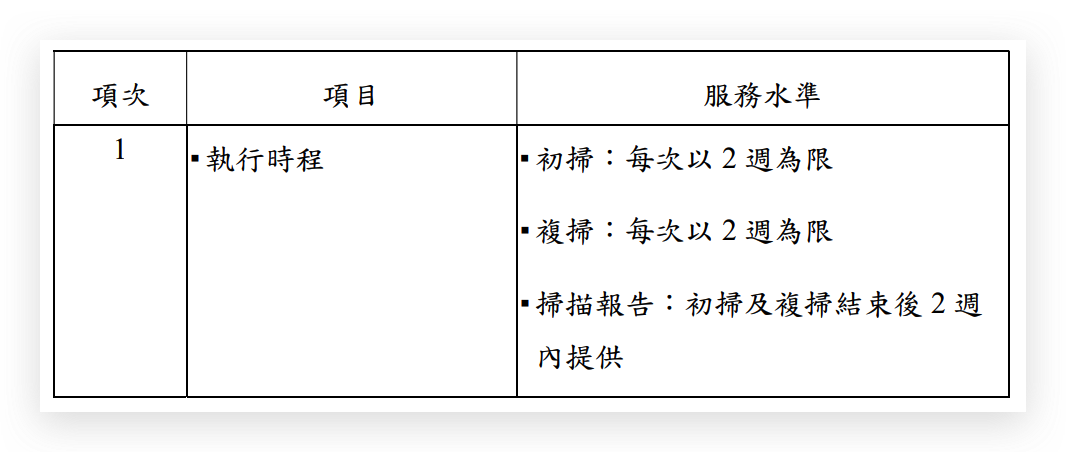 項次 項目 服務水準
1 ▪執行時程 ▪初掃：每次以 2 週為限
▪複掃：每次以 2 週為限
▪掃描報告：初掃及複掃結束後 2 週
內提供